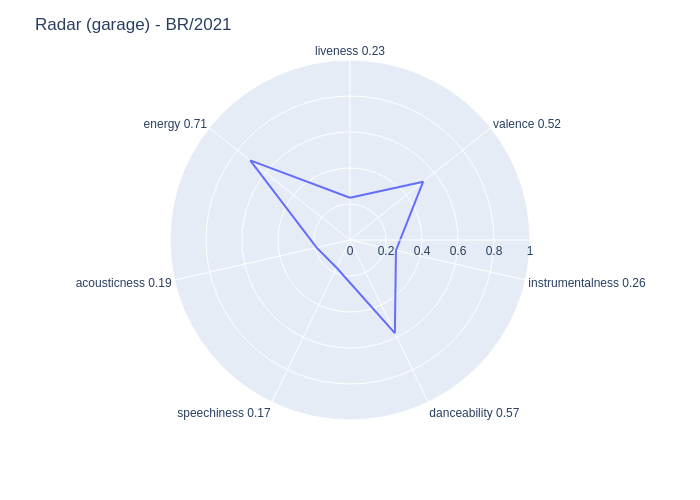 Radar (garage) - BR/2021
liveness 0.23
energy 0.71
valence 0.52
0 0.2 0.4 0.6 0.8 1
acousticness 0.19
instrumentalness 0.26
speechiness 0.17
danceability 0.57